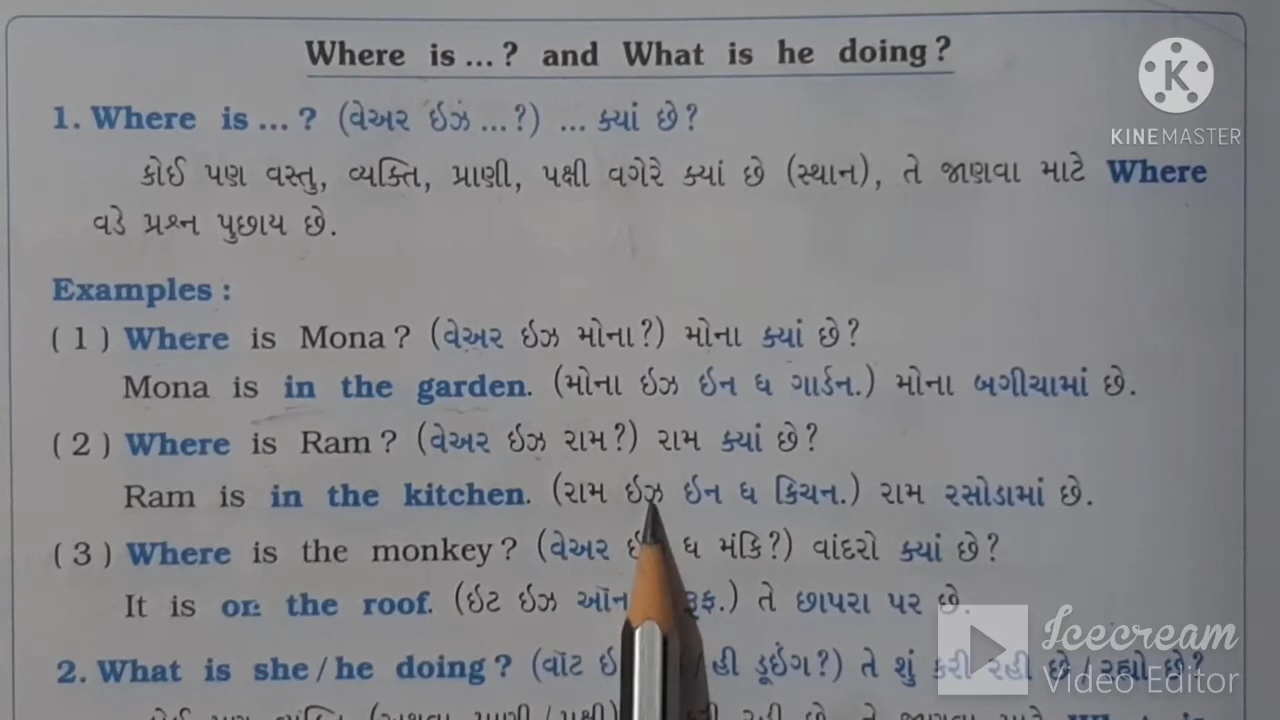 Where is ... ? and What is he doing ?
K
KINEMASTER
1. Where is ... ? (વેઅર ઇઝ ...?) ... ક્યાં છે?
કોઈ પણ વસ્તુ, વ્યક્તિ, પ્રાણી, પક્ષી વગેરે ક્યાં છે (સ્થાન), તે જાણવા માટે Where
વડે પ્રશ્ન પુછાય છે.
Examples :
( 1 ) Where is Mona ? (વેઅર ઇઝ મોના?) મોના ક્યાં છે?
Mona is in the garden. (મોના ઇઝ ઇન ધ ગાર્ડન.) મોના બગીચામાં છે.
( 2 ) Where is Ram ? (વેઅર ઇઝ રામ?) રામ ક્યાં છે?
Ram is in the kitchen. (રામ ઇઝ ઇન ધ કિચન.) રામ રસોડામાં છે.
( 3 ) Where is the monkey ? (વેઅર ધ મંકિ?) વાંદરો ક્યાં છે?
It is on the roof. (ઇટ ઇઝ ઑન રૂફ.) તે છાપરા પર છે.
2. What is she / he doing ? (વૉટ / હી ડૂઇંગ?) તે શું કરી રહી છે / રહ્યો છે?
Icecream
Video Editor